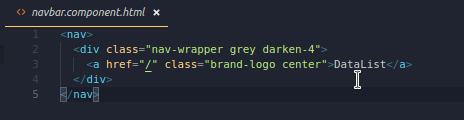 navbar.component.html
1 <nav>
2 <div class="nav-wrapper grey darken-4">
3 <a href="/" class="brand-logo center">DataList</a>
4 </div>
5 </nav>